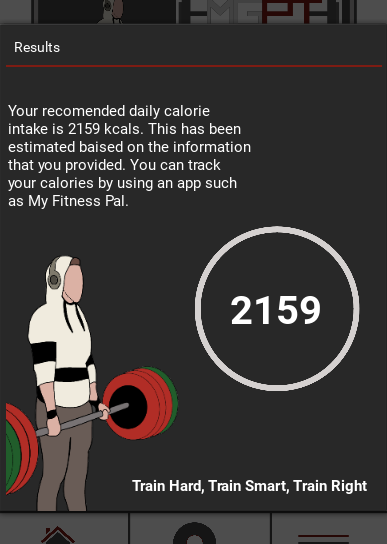 Results
Your recomended daily calorie
intake is 2159 kcals. This has been
estimated baised on the information
that you provided. You can track
your calories by using an app such
as My Fitness Pal.
2159
Train Hard, Train Smart, Train Right